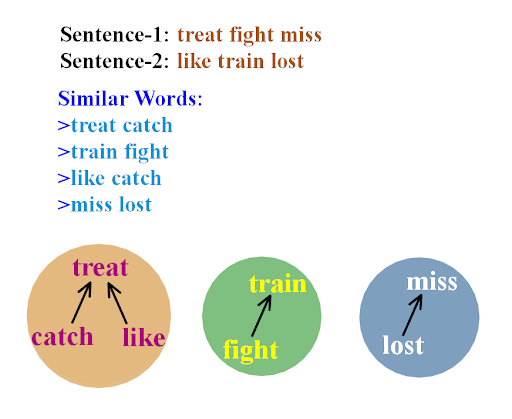 Sentence-1: treat fight miss
Sentence-2: like train lost
Similar Words:
>treat catch
>train fight
>like catch
>miss lost
treat
catch like
train
fight
miss
lost